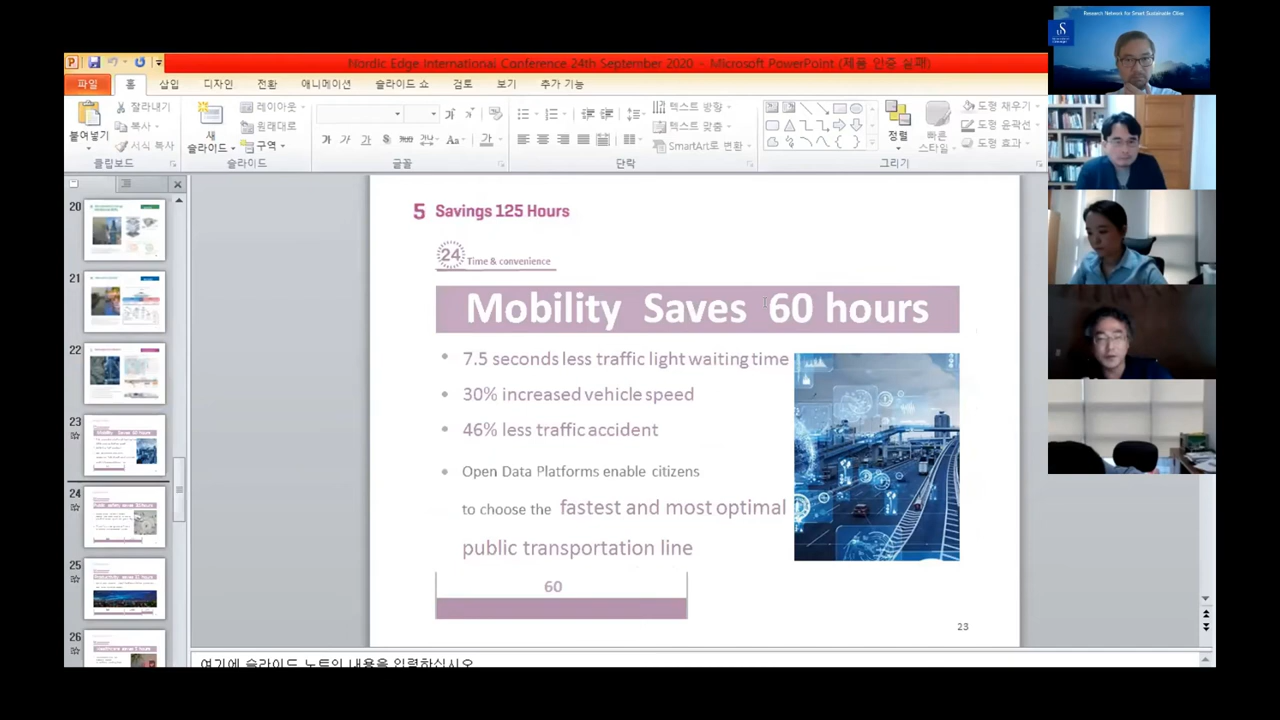 Research Network for Smart Sustainable Cities
Nordic Edge International Conference 24th September 2020 - Microsoft PowerPoint (제품 인증 실패)
파일 홈 삽입 디자인 전환 애니메이션 슬라이드 쇼 검토 보기 추가 기능
붙여넣기
잘라내기
복사
서식 복사
클립보드
새
슬라이드
레이아웃
원래대로
구역
슬라이드
가 가 가 가
글꼴
텍스트 방향
텍스트 맞춤
SmartArt로 변환
단락
정렬
빠른
스타일
도형 채우기
도형 윤곽선
도형 효과
그리기
20
21
22
23
24
25
26
5 Savings 125 Hours
24 Time & convenience
Mobility Saves 60 hours
• 7.5 seconds less traffic light waiting time
• 30% increased vehicle speed
• 46% less traffic accident
• Open Data Platforms enable citizens
to choose the fastest and most optimal
public transportation line
60
23
여기에 슬라이드 노트의 내용을 입력하십시오